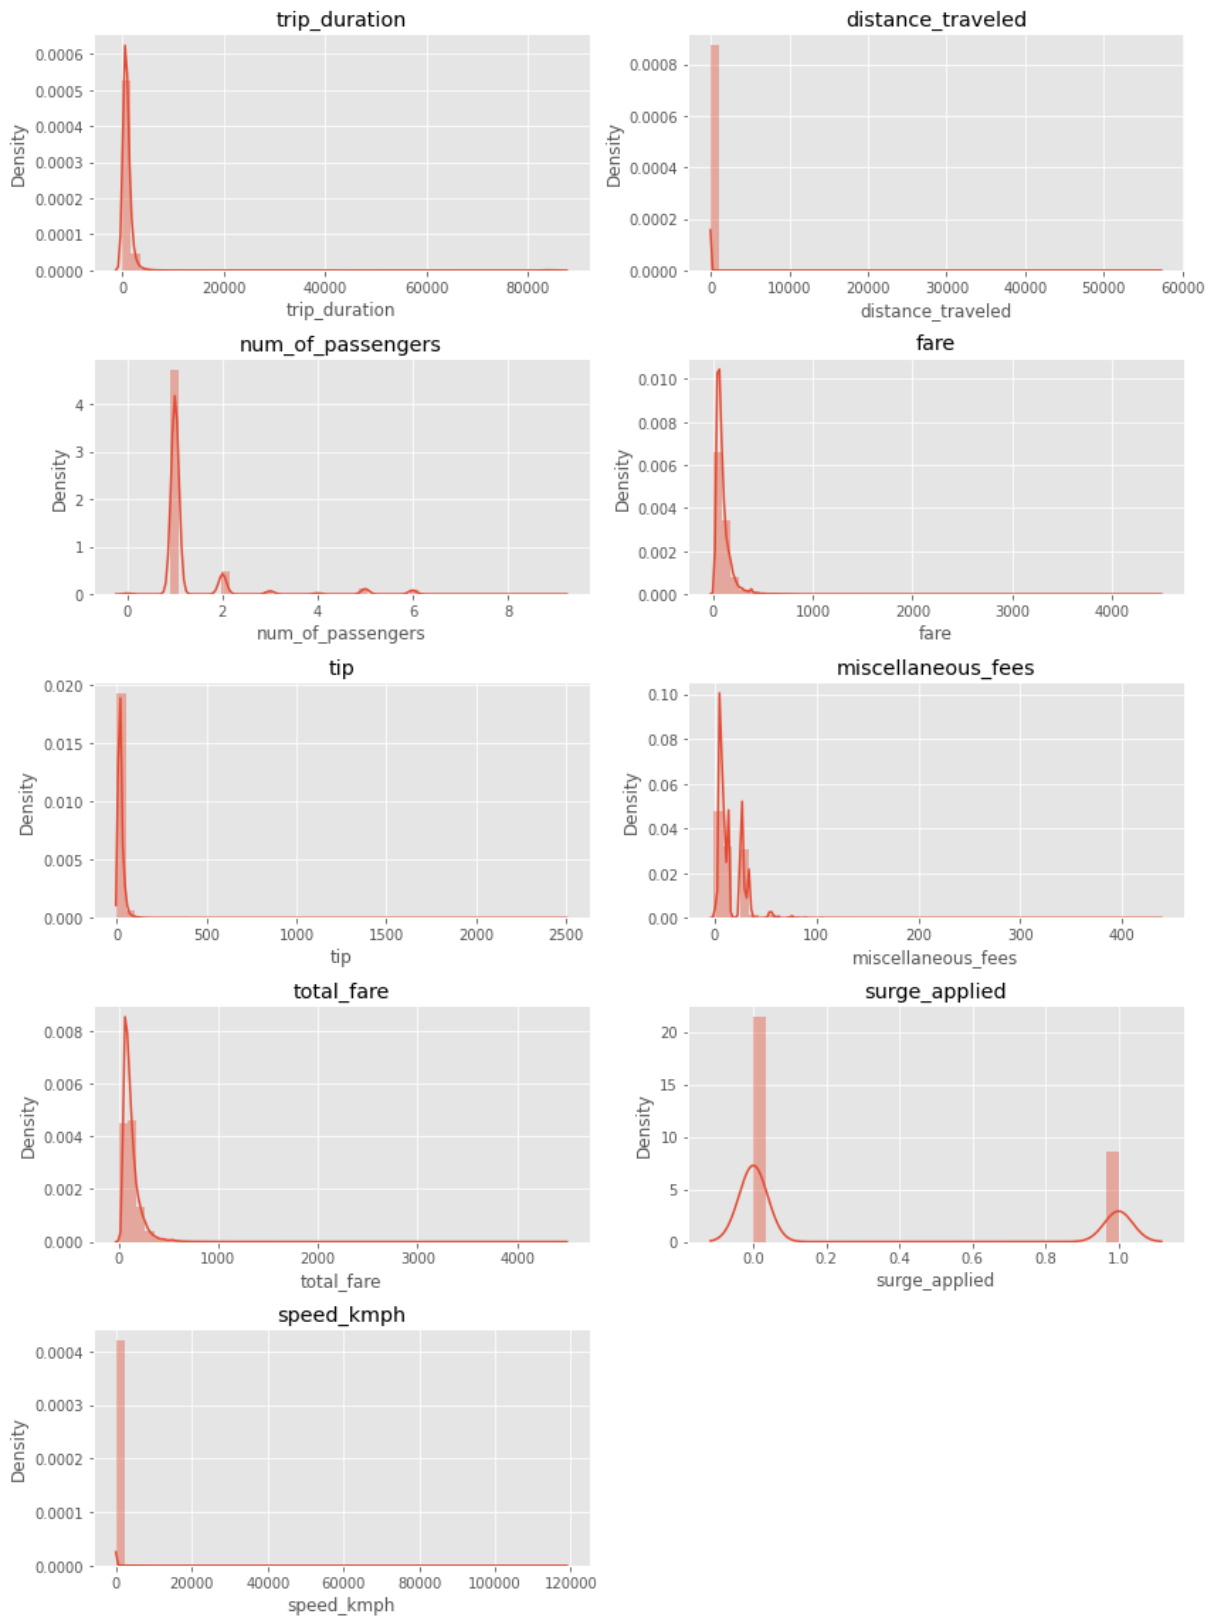 trip_duration
0.0006
0.0005
0.0004
0.0003
0.0002
0.0001
0.0000
Density
0 20000 40000 60000 80000
trip_duration
distance_traveled
0.0008
0.0006
0.0004
0.0002
0.0000
Density
0 10000 20000 30000 40000 50000 60000
distance_traveled
num_of_passengers
4
3
2
1
0
Density
0 2 4 6 8
num_of_passengers
fare
0.010
0.008
0.006
0.004
0.002
0.000
Density
0 1000 2000 3000 4000
fare
tip
0.020
0.015
0.010
0.005
0.000
Density
0 500 1000 1500 2000 2500
tip
miscellaneous_fees
0.10
0.08
0.06
0.04
0.02
0.00
Density
0 100 200 300 400
miscellaneous_fees
total_fare
0.008
0.006
0.004
0.002
0.000
Density
0 1000 2000 3000 4000
total_fare
surge_applied
20
15
10
5
0
Density
0.0 0.2 0.4 0.6 0.8 1.0
surge_applied
speed_kmph
0.0004
0.0003
0.0002
0.0001
0.0000
Density
0 20000 40000 60000 80000 100000 120000
speed_kmph